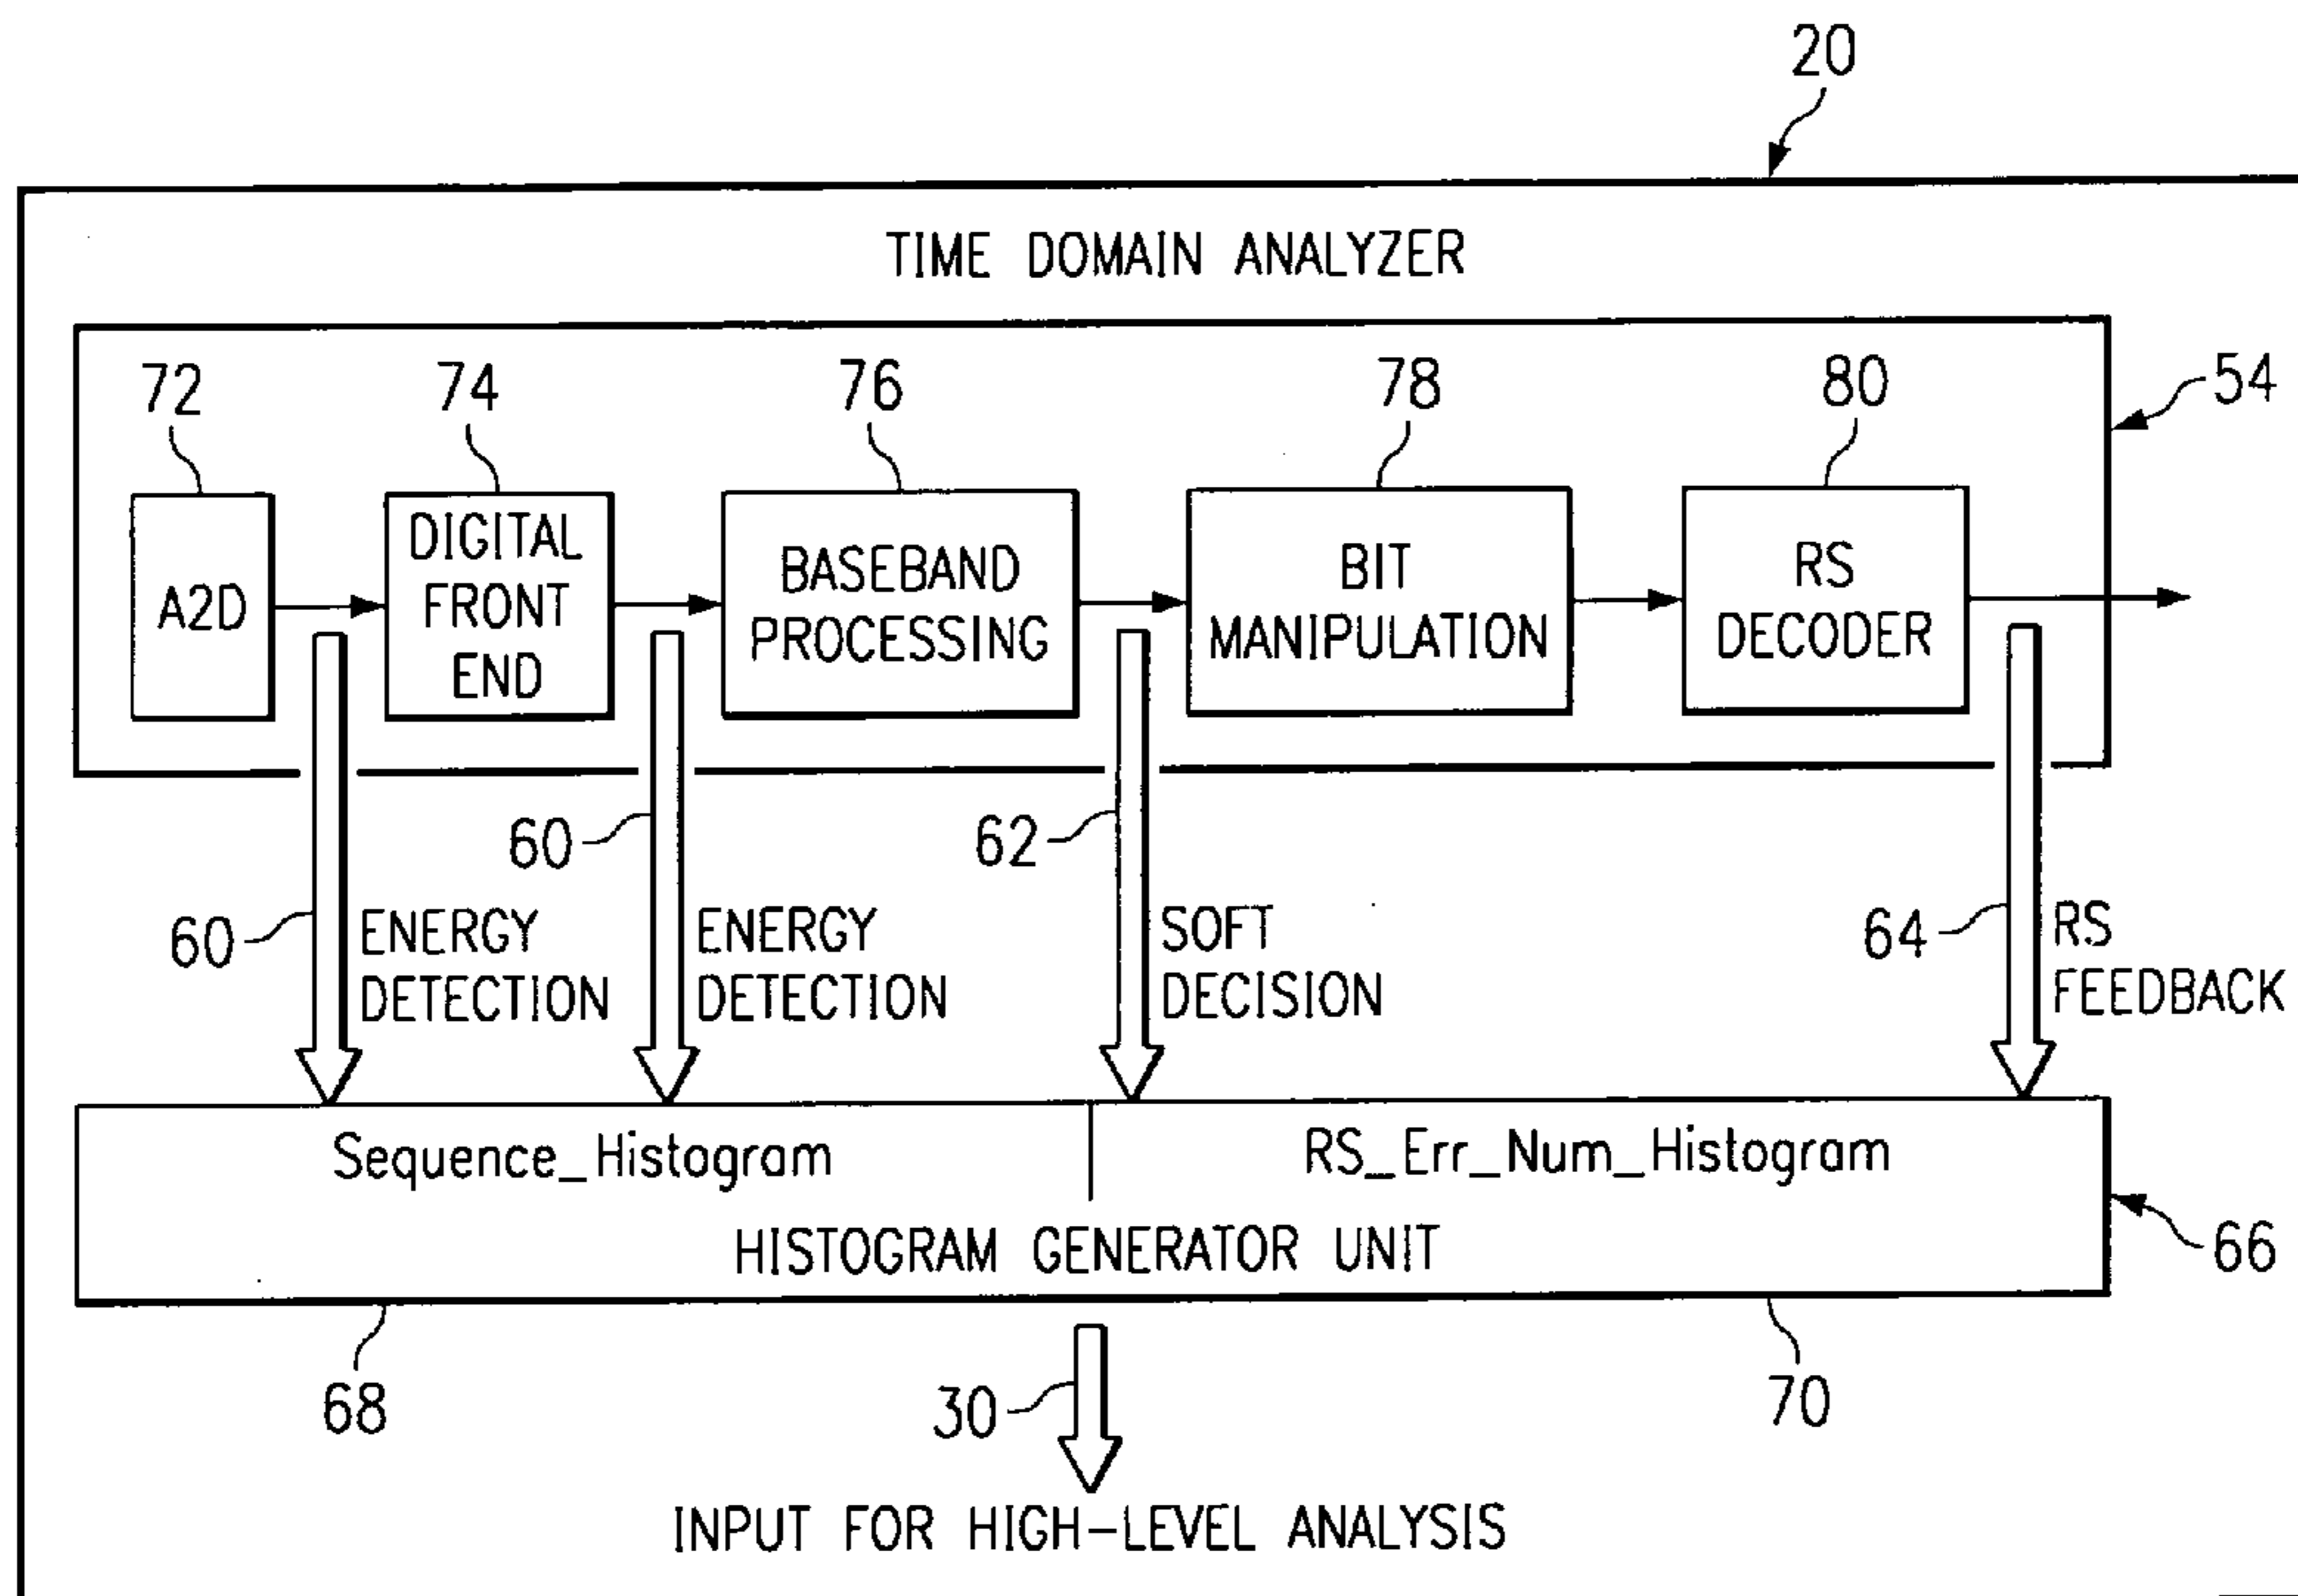 20
TIME DOMAIN ANALYZER
54
72
74
76
78
80
A2D
DIGITAL
FRONT
END
BASEBAND
PROCESSING
BIT
MANIPULATION
RS
DECODER
60
ENERGY
DETECTION
60
ENERGY
DETECTION
62
SOFT
DECISION
64
RS
FEEDBACK
Sequence_Histogram
RS_Err_Num_Histogram
HISTOGRAM GENERATOR UNIT
66
68
30
70
INPUT FOR HIGH-LEVEL ANALYSIS